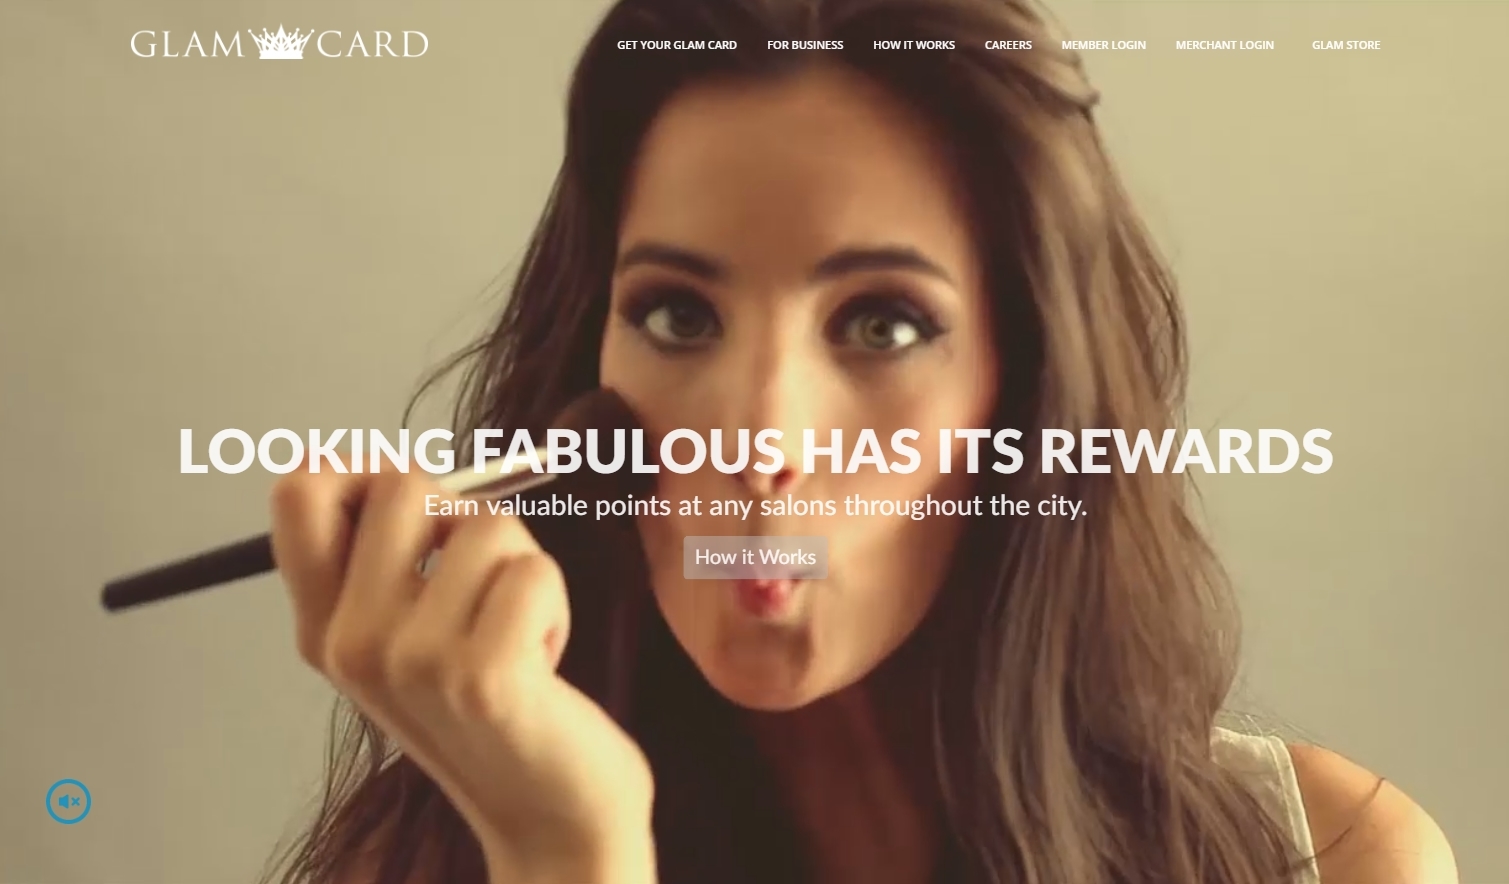 GLAM CARD
GET YOUR GLAM CARD FOR BUSINESS HOW IT WORKS CAREERS MEMBER LOGIN MERCHANT LOGIN GLAM STORE
LOOKING FABULOUS HAS ITS REWARDS
Earn valuable points at any salons throughout the city.
How it Works